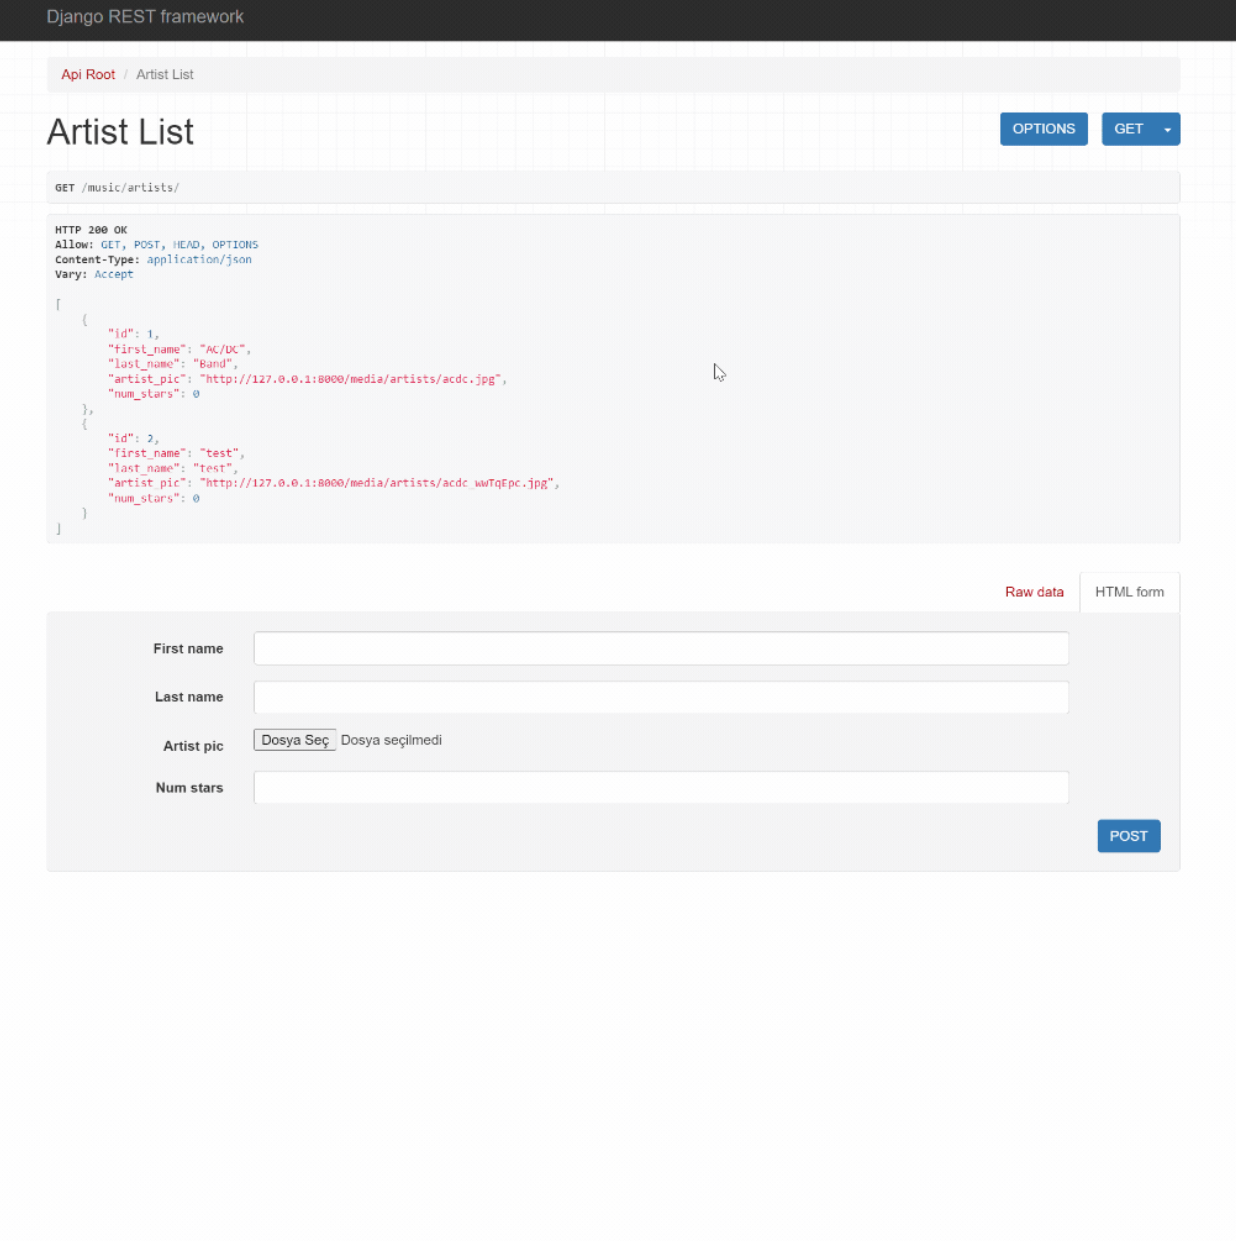 Django REST framework
Api Root / Artist List
Artist List
OPTIONS
GET
GET /music/artists/
HTTP 200 OK
Allow: GET, POST, HEAD, OPTIONS
Content-Type: application/json
Vary: Accept
[
    {
        "id": 1,
        "first_name": "AC/DC",
        "last_name": "Band",
        "artist_pic": "http://127.0.0.1:8000/media/artists/acdc.jpg",
        "num_stars": 0
    },
    {
        "id": 2,
        "first_name": "test",
        "last_name": "test",
        "artist_pic": "http://127.0.0.1:8000/media/artists/acdc_wwTqEpc.jpg",
        "num_stars": 0
    }
]
Raw data
HTML form
First name
Last name
Artist pic Dosya Seç Dosya seçilmedi
Num stars
POST